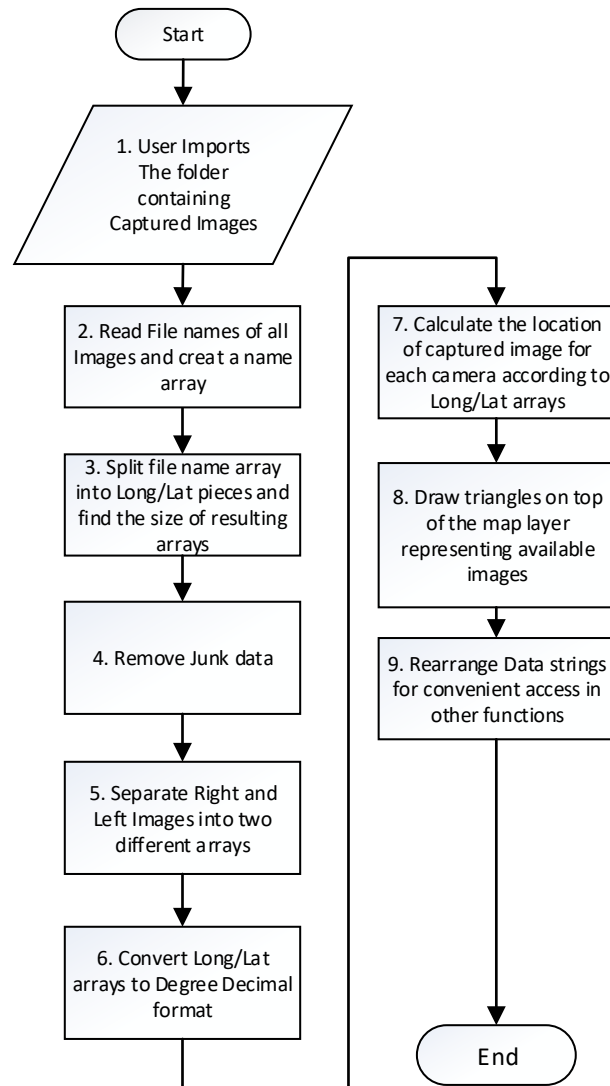 Start
1. User Imports
The folder
containing
Captured Images
2. Read File names of all
Images and creat a name
array
3. Split file name array
into Long/Lat pieces and
find the size of resulting
arrays
4. Remove Junk data
5. Separate Right and
Left Images into two
different arrays
6. Convert Long/Lat
arrays to Degree Decimal
format
7. Calculate the location
of captured image for
each camera according to
Long/Lat arrays
8. Draw triangles on top
of the map layer
representing available
images
9. Rearrange Data strings
for convenient access in
other functions
End